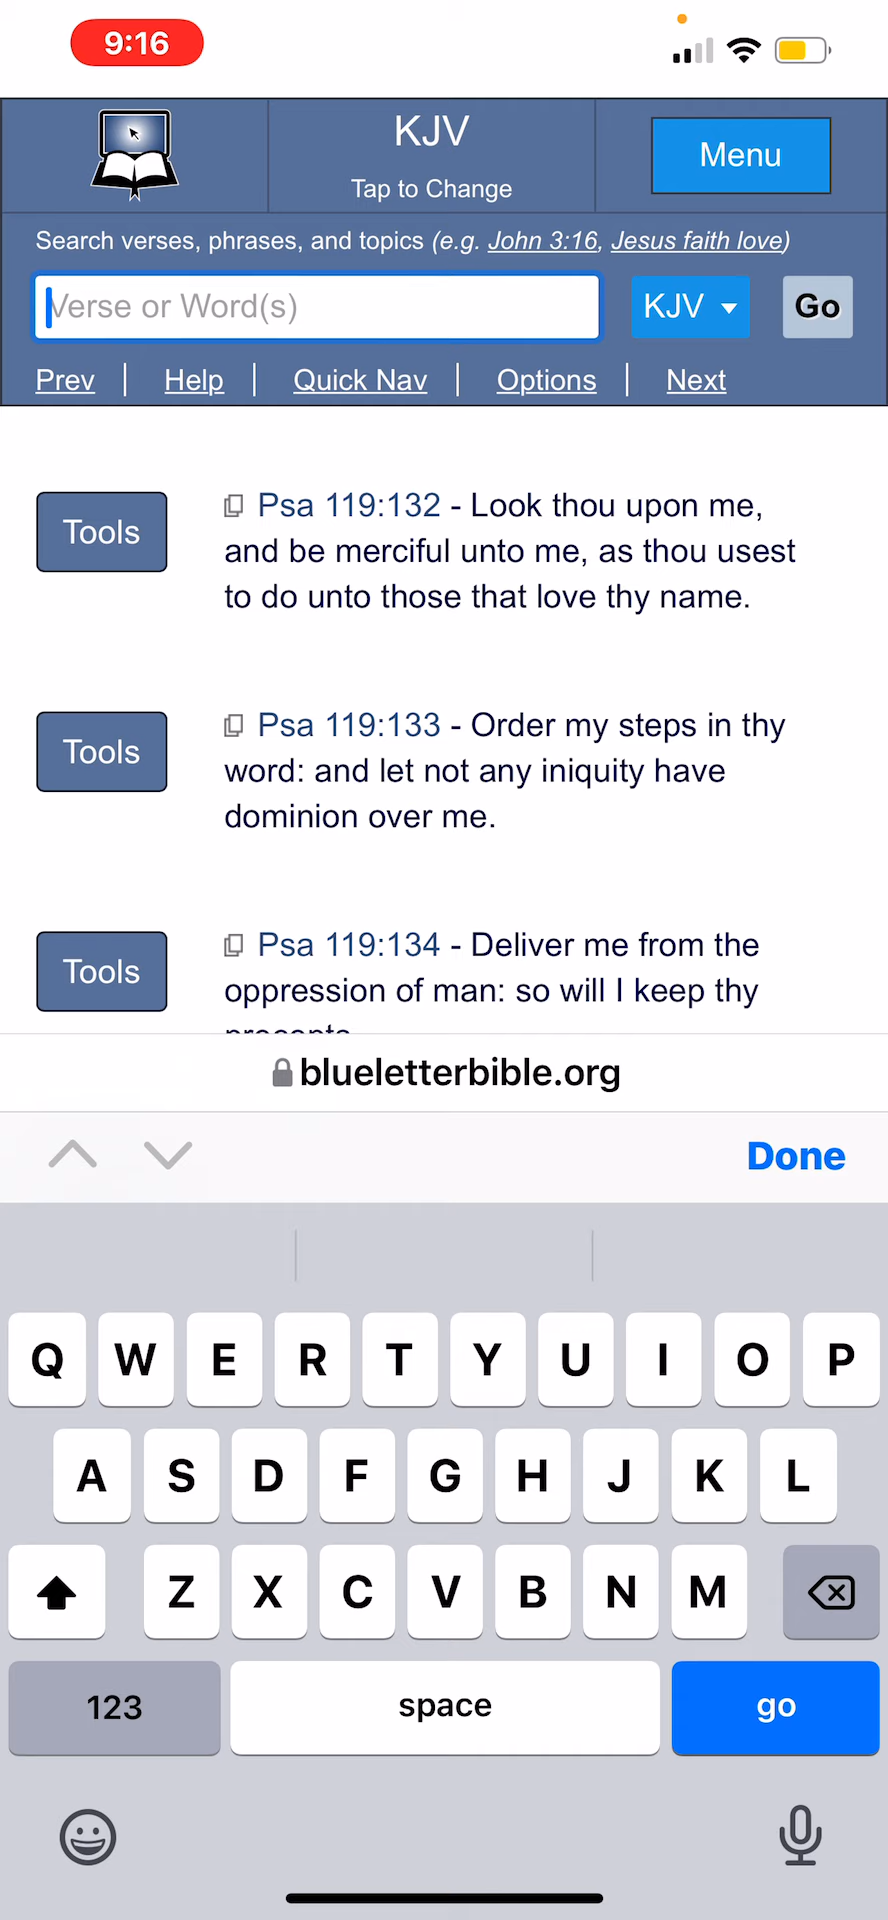 9:16
KJV
Tap to Change
Menu
Search verses, phrases, and topics (e.g. John 3:16, Jesus faith love)
Verse or Word(s)
KJV
Go
Prev | Help | Quick Nav | Options | Next
Tools
Psa 119:132 - Look thou upon me,
and be merciful unto me, as thou usest
to do unto those that love thy name.
Tools
Psa 119:133 - Order my steps in thy
word: and let not any iniquity have
dominion over me.
Tools
Psa 119:134 - Deliver me from the
oppression of man: so will I keep thy
precepts.
blueletterbible.org
Done
Q W E R T Y U I O P
A S D F G H J K L
Z X C V B N M
123 space go